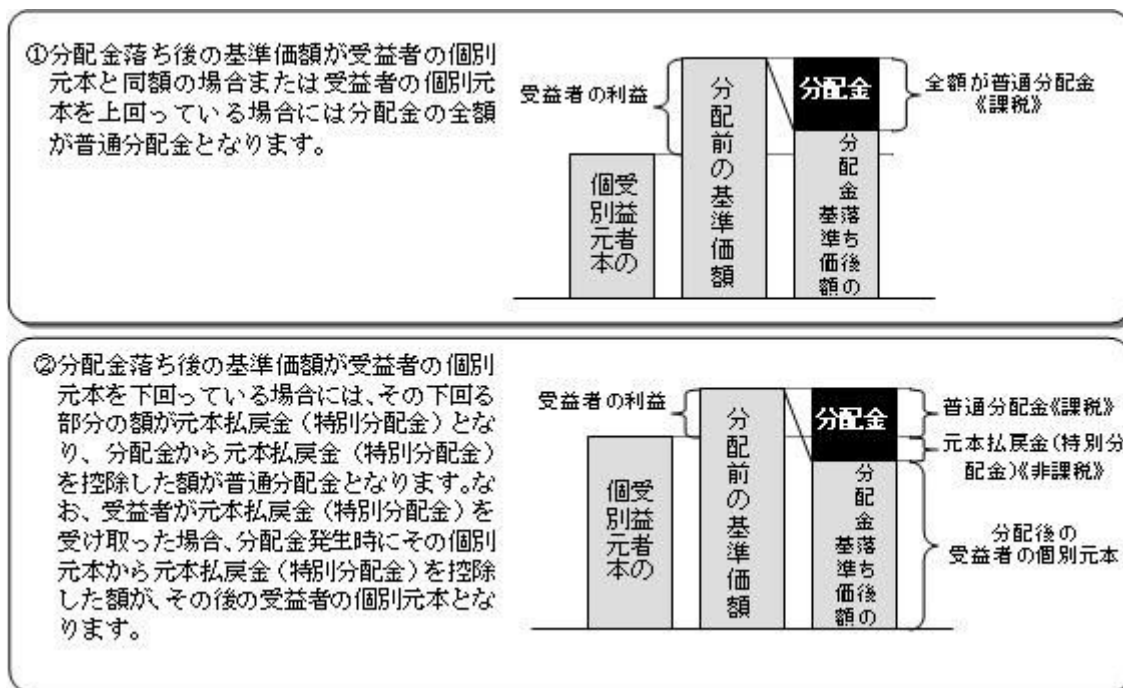 ①分配金落ち後の基準価額が受益者の個別
元本と同額の場合または受益者の個別元
本を上回っている場合には分配金の全額
が普通分配金となります。
受益者の利益
受益者の
個別元本
分配前の基準価額
分配金
分配金落ち後の
基準価額
全額が普通分配金
《課税》
②分配金落ち後の基準価額が受益者の個別
元本を下回っている場合には、その下回る
部分の額が元本払戻金(特別分配金)とな
り、分配金から元本払戻金(特別分配金)
を控除した額が普通分配金となります。な
お、受益者が元本払戻金(特別分配金)を
受け取った場合、分配金発生時にその個別
元本から元本払戻金(特別分配金)を控除
した額が、その後の受益者の個別元本とな
ります。
受益者の利益
受益者の
個別元本
分配前の基準価額
分配金
分配金落ち後の
基準価額
普通分配金《課税》
元本払戻金(特別分
配金)《非課税》
分配後の
受益者の個別元本